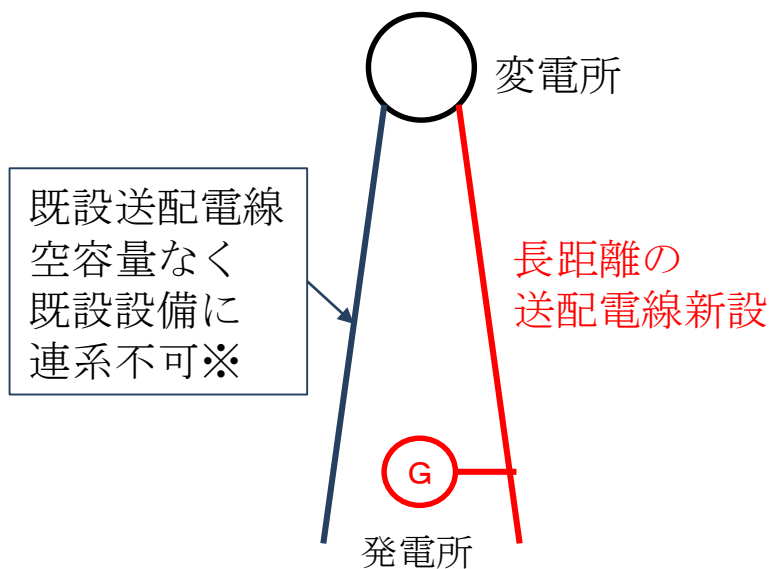 変電所
既設送配電線
空容量なく
既設設備に
連系不可※
長距離の
送配電線新設
G
発電所